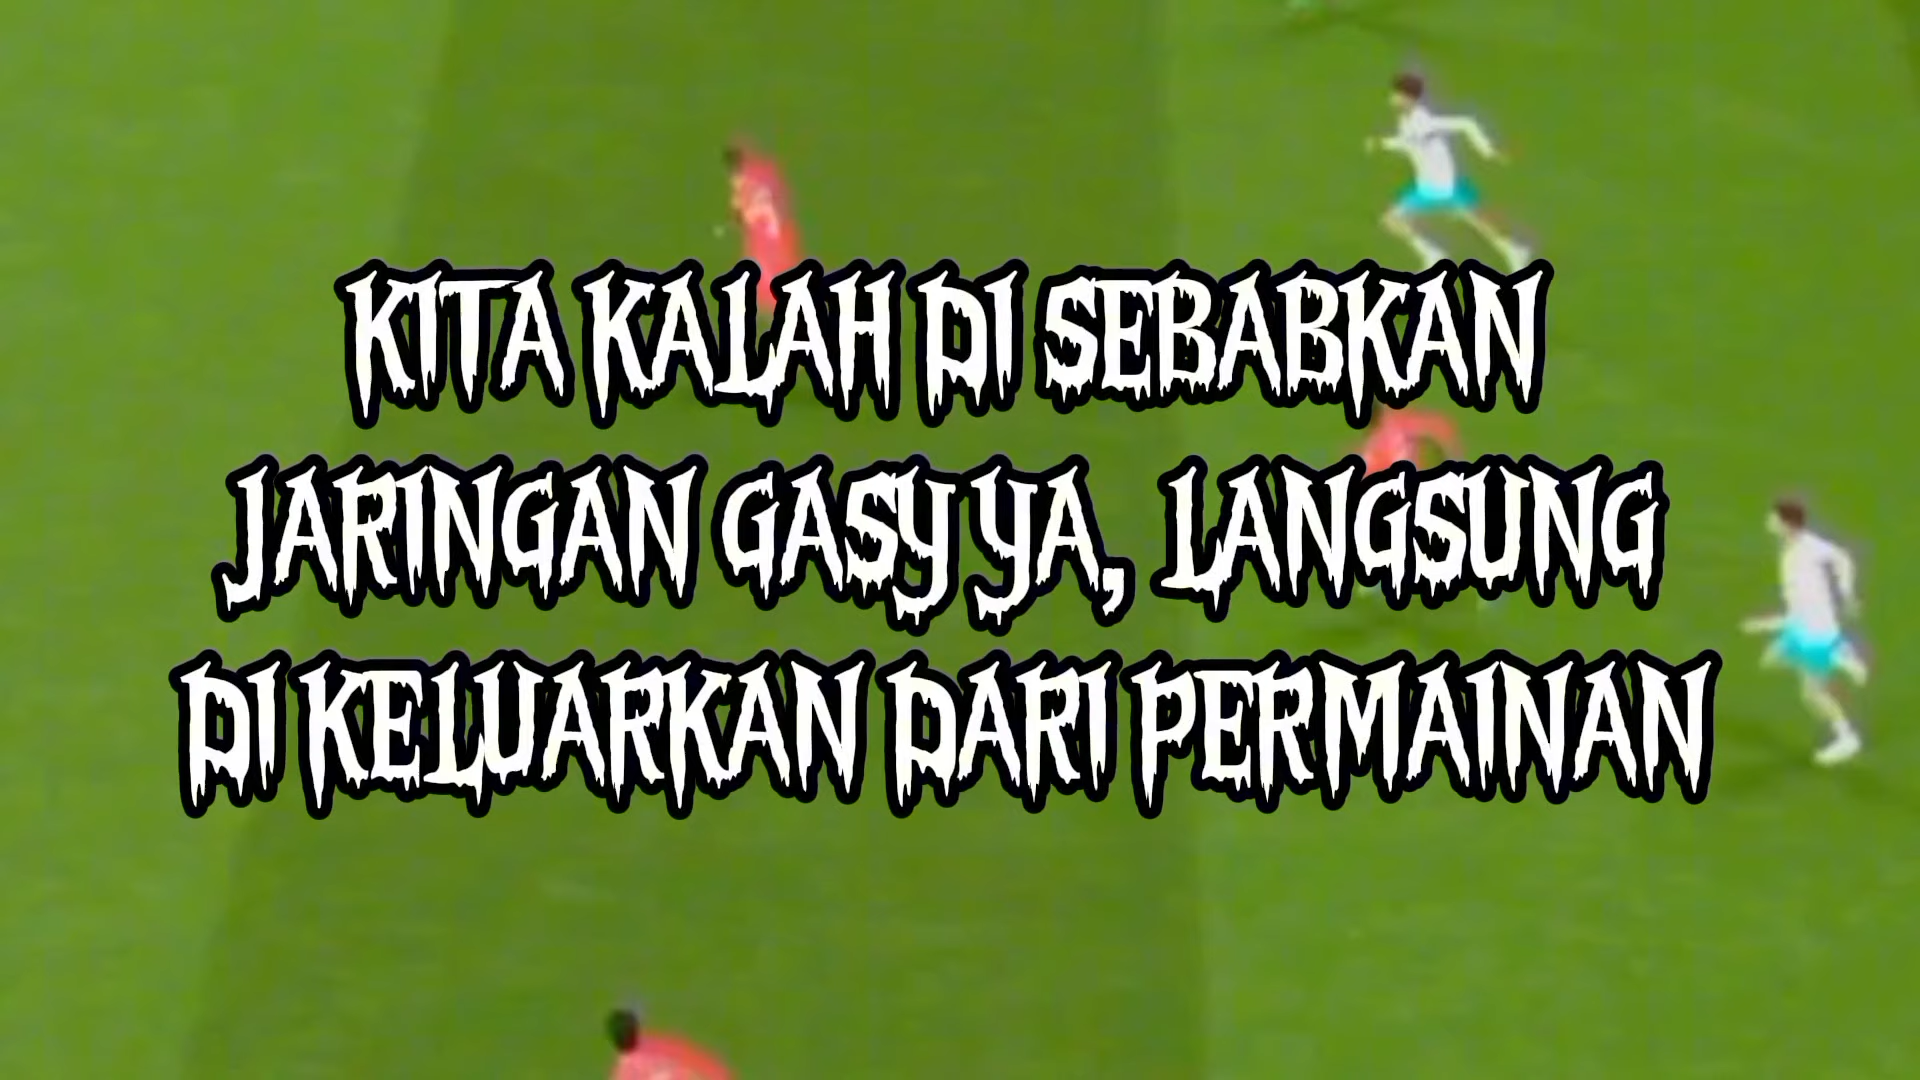 KITA KALAH DI SEBABKAN
JARINGAN GASY YA, LANGSUNG
DI KELUARKAN DARI PERMAINAN